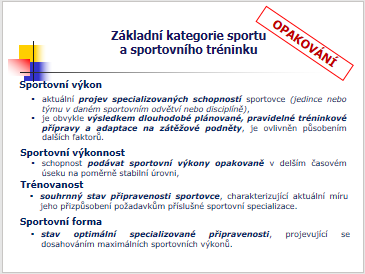 Základní kategorie sportu
a sportovního tréninku
OPAKOVÁNÍ
Sportovní výkon
• aktuální projev specializovaných schopností sportovce (jedince nebo
týmu v daném sportovním odvětví nebo disciplíně),
• je obvykle výsledkem dlouhodobé plánované, pravidelné tréninkové
přípravy a adaptace na zátěžové podněty, je ovlivněn působením
dalších faktorů.
Sportovní výkonnost
• schopnost podávat sportovní výkony opakovaně v delším časovém
úseku na poměrně stabilní úrovni,
Trénovanost
• souhrnný stav připravenosti sportovce, charakterizující aktuální míru
jeho přizpůsobení požadavkům příslušné sportovní specializace.
Sportovní forma
• stav optimální specializované připravenosti, projevující se
dosahováním maximálních sportovních výkonů.